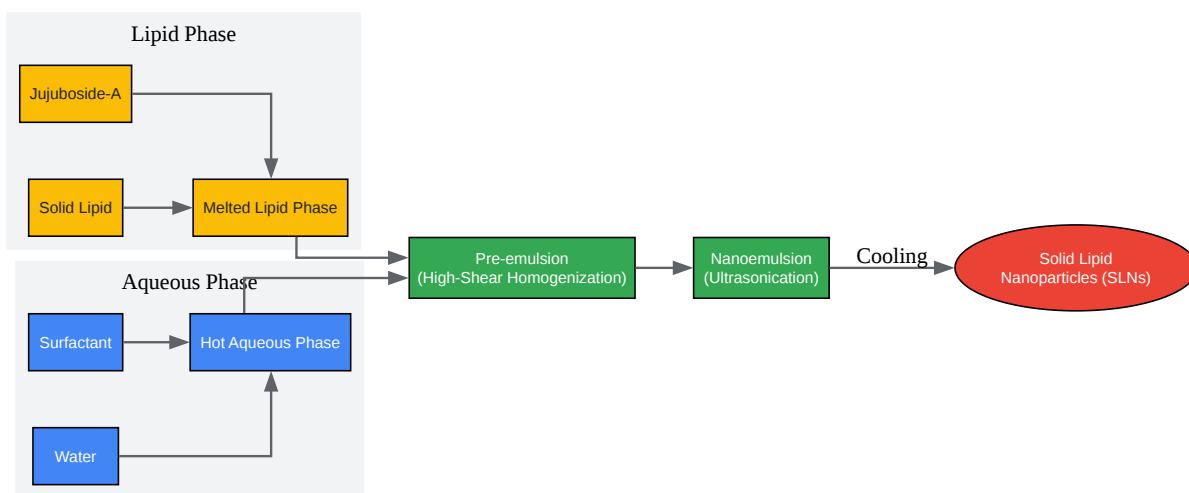 Lipid Phase
Jujuboside-A
Solid Lipid
Melted Lipid Phase
Aqueous Phase
Surfactant
Hot Aqueous Phase
Water
Pre-emulsion
(High-Shear Homogenization)
Nanoemulsion
(Ultrasonication)
Cooling
Solid Lipid
Nanoparticles (SLNs)